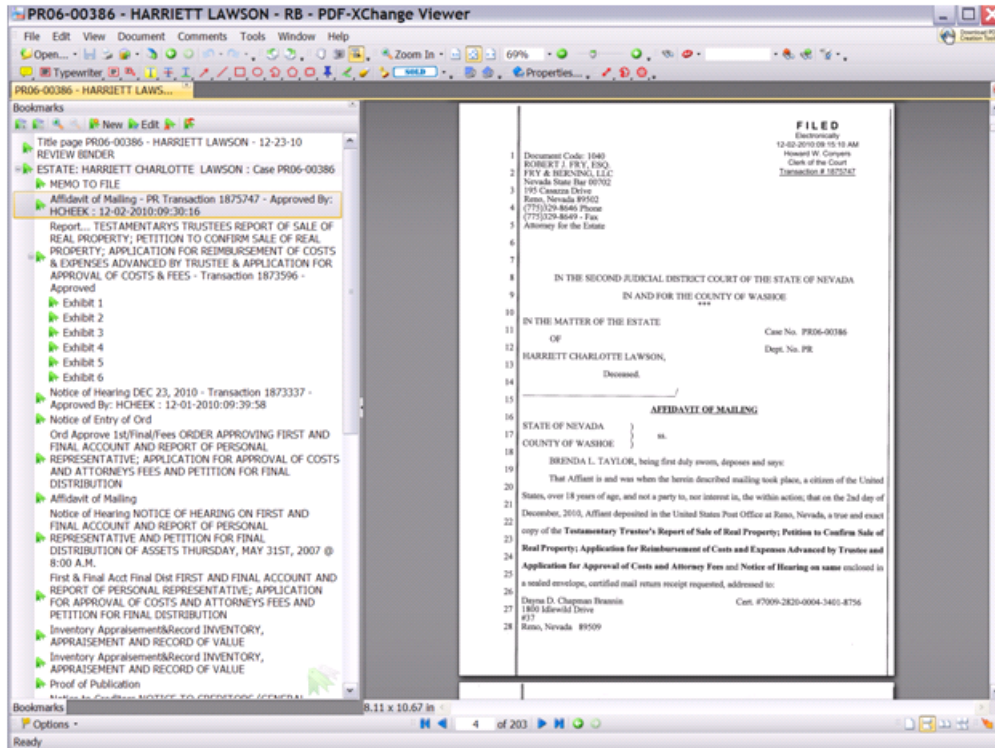 PR06-00386 - HARRIETT LAWSON - RB - PDF-XChange Viewer
File Edit View Document Comments Tools Window Help
Open... Zoom In 69%
Typewriter SOLD Properties...
PR06-00386 - HARRIETT LAWS...
Bookmarks
New Edit
Title page PR06-00386 - HARRIETT LAWSON - 12-23-10
REVIEW BINDER
ESTATE: HARRIETT CHARLOTTE LAWSON : Case PR06-00386
MEMO TO FILE
Affidavit of Mailing - PR Transaction 1875747 - Approved By:
HCHEEK : 12-02-2010:09:30:16
Report... TESTAMENTARYS TRUSTEES REPORT OF SALE OF
REAL PROPERTY; PETITION TO CONFIRM SALE OF REAL
PROPERTY; APPLICATION FOR REIMBURSEMENT OF COSTS
& EXPENSES ADVANCED BY TRUSTEE & APPLICATION FOR
APPROVAL OF COSTS & FEES - Transaction 1873596 -
Approved
Exhibit 1
Exhibit 2
Exhibit 3
Exhibit 4
Exhibit 5
Exhibit 6
Notice of Hearing DEC 23, 2010 - Transaction 1873337 -
Approved By: HCHEEK : 12-01-2010:09:39:58
Notice of Entry of Ord
Ord Approve 1st/Final/Fees ORDER APPROVING FIRST AND
FINAL ACCOUNT AND REPORT OF PERSONAL
REPRESENTATIVE; APPLICATION FOR APPROVAL OF COSTS
AND ATTORNEYS FEES AND PETITION FOR FINAL
DISTRIBUTION
Affidavit of Mailing
Notice of Hearing NOTICE OF HEARING ON FIRST AND
FINAL ACCOUNT AND REPORT OF PERSONAL
REPRESENTATIVE AND PETITION FOR FINAL
DISTRIBUTION OF ASSETS THURSDAY, MAY 31ST, 2007 @
8:00 A.M.
First & Final Acct Final Dist FIRST AND FINAL ACCOUNT AND
REPORT OF PERSONAL REPRESENTATIVE; APPLICATION
FOR APPROVAL OF COSTS AND ATTORNEYS FEES AND
PETITION FOR FINAL DISTRIBUTION
Inventory Appraisement&Record INVENTORY,
APPRAISEMENT AND RECORD OF VALUE
Inventory Appraisement&Record INVENTORY,
APPRAISEMENT AND RECORD OF VALUE
Proof of Publication
Bookmarks
Options
Ready
FILED
Electronically
12-02-2010:09:15:10 AM
Howard W. Conyers
Clerk of the Court
Transaction # 1875747
1 Document Code: 1040
ROBERT J. FRY, ESQ.
2 FRY & BERNING, LLC
Nevada State Bar 00702
3 195 Casazza Drive
Reno, Nevada 89502
4 (775)329-8646 Phone
(775)329-8649 - Fax
5 Attorney for the Estate
6
7
8 IN THE SECOND JUDICIAL DISTRICT COURT OF THE STATE OF NEVADA
9 IN AND FOR THE COUNTY OF WASHOE
***
10 IN THE MATTER OF THE ESTATE
11 OF Case No. PR06-00386
12 HARRIETT CHARLOTTE LAWSON, Dept. No. PR
13
Deceased.
14
15
16 AFFIDAVIT OF MAILING
STATE OF NEVADA )
17 ) ss.
COUNTY OF WASHOE )
18
19 BRENDA L. TAYLOR, being first duly sworn, deposes and says:
20 That Affiant is and was when the herein described mailing took place, a citizen of the United
21 States, over 18 years of age, and not a party to, nor interest in, the within action; that on the 2nd day of
22 December, 2010, Affiant deposited in the United States Post Office at Reno, Nevada, a true and exact
23 copy of the Testamentary Trustee's Report of Sale of Real Property; Petition to Confirm Sale of
24 Real Property; Application for Reimbursement of Costs and Expenses Advanced by Trustee and
25 Application for Approval of Costs and Attorney Fees and Notice of Hearing on same enclosed in
26 a sealed envelope, certified mail return receipt requested, addressed to:
Dayna D. Chapman Brannin Cert. #7009-2820-0004-3401-8756
27 1800 Idlewild Drive
#37
28 Reno, Nevada 89509
8.11 x 10.67 in
4 of 203